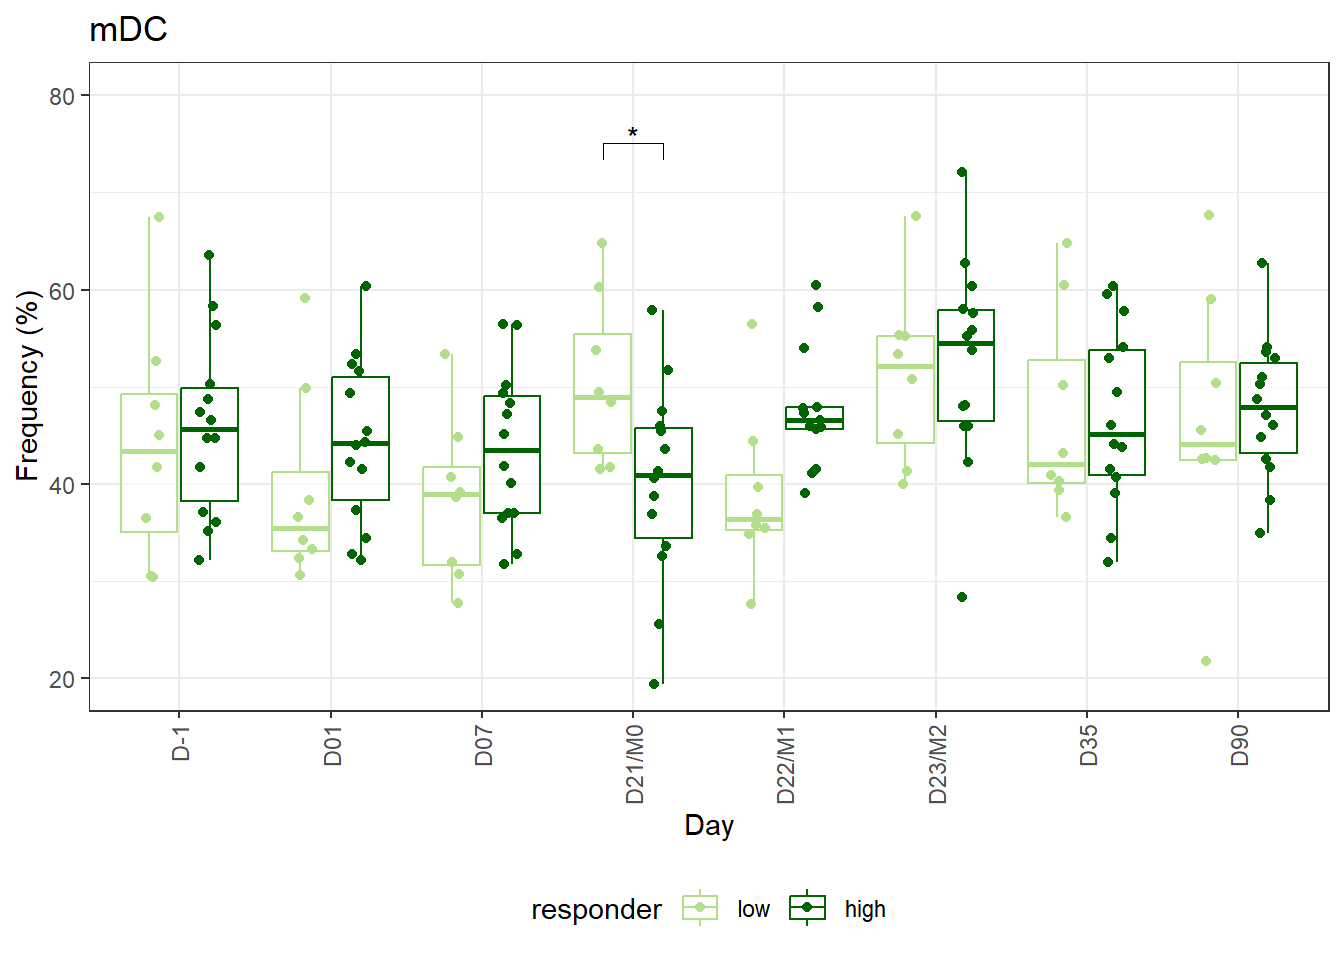 mDC
80
60
40
20
Frequency (%)
*
D-1
D01
D07
D21/M0
D22/M1
D23/M2
D35
D90
Day
responder low high